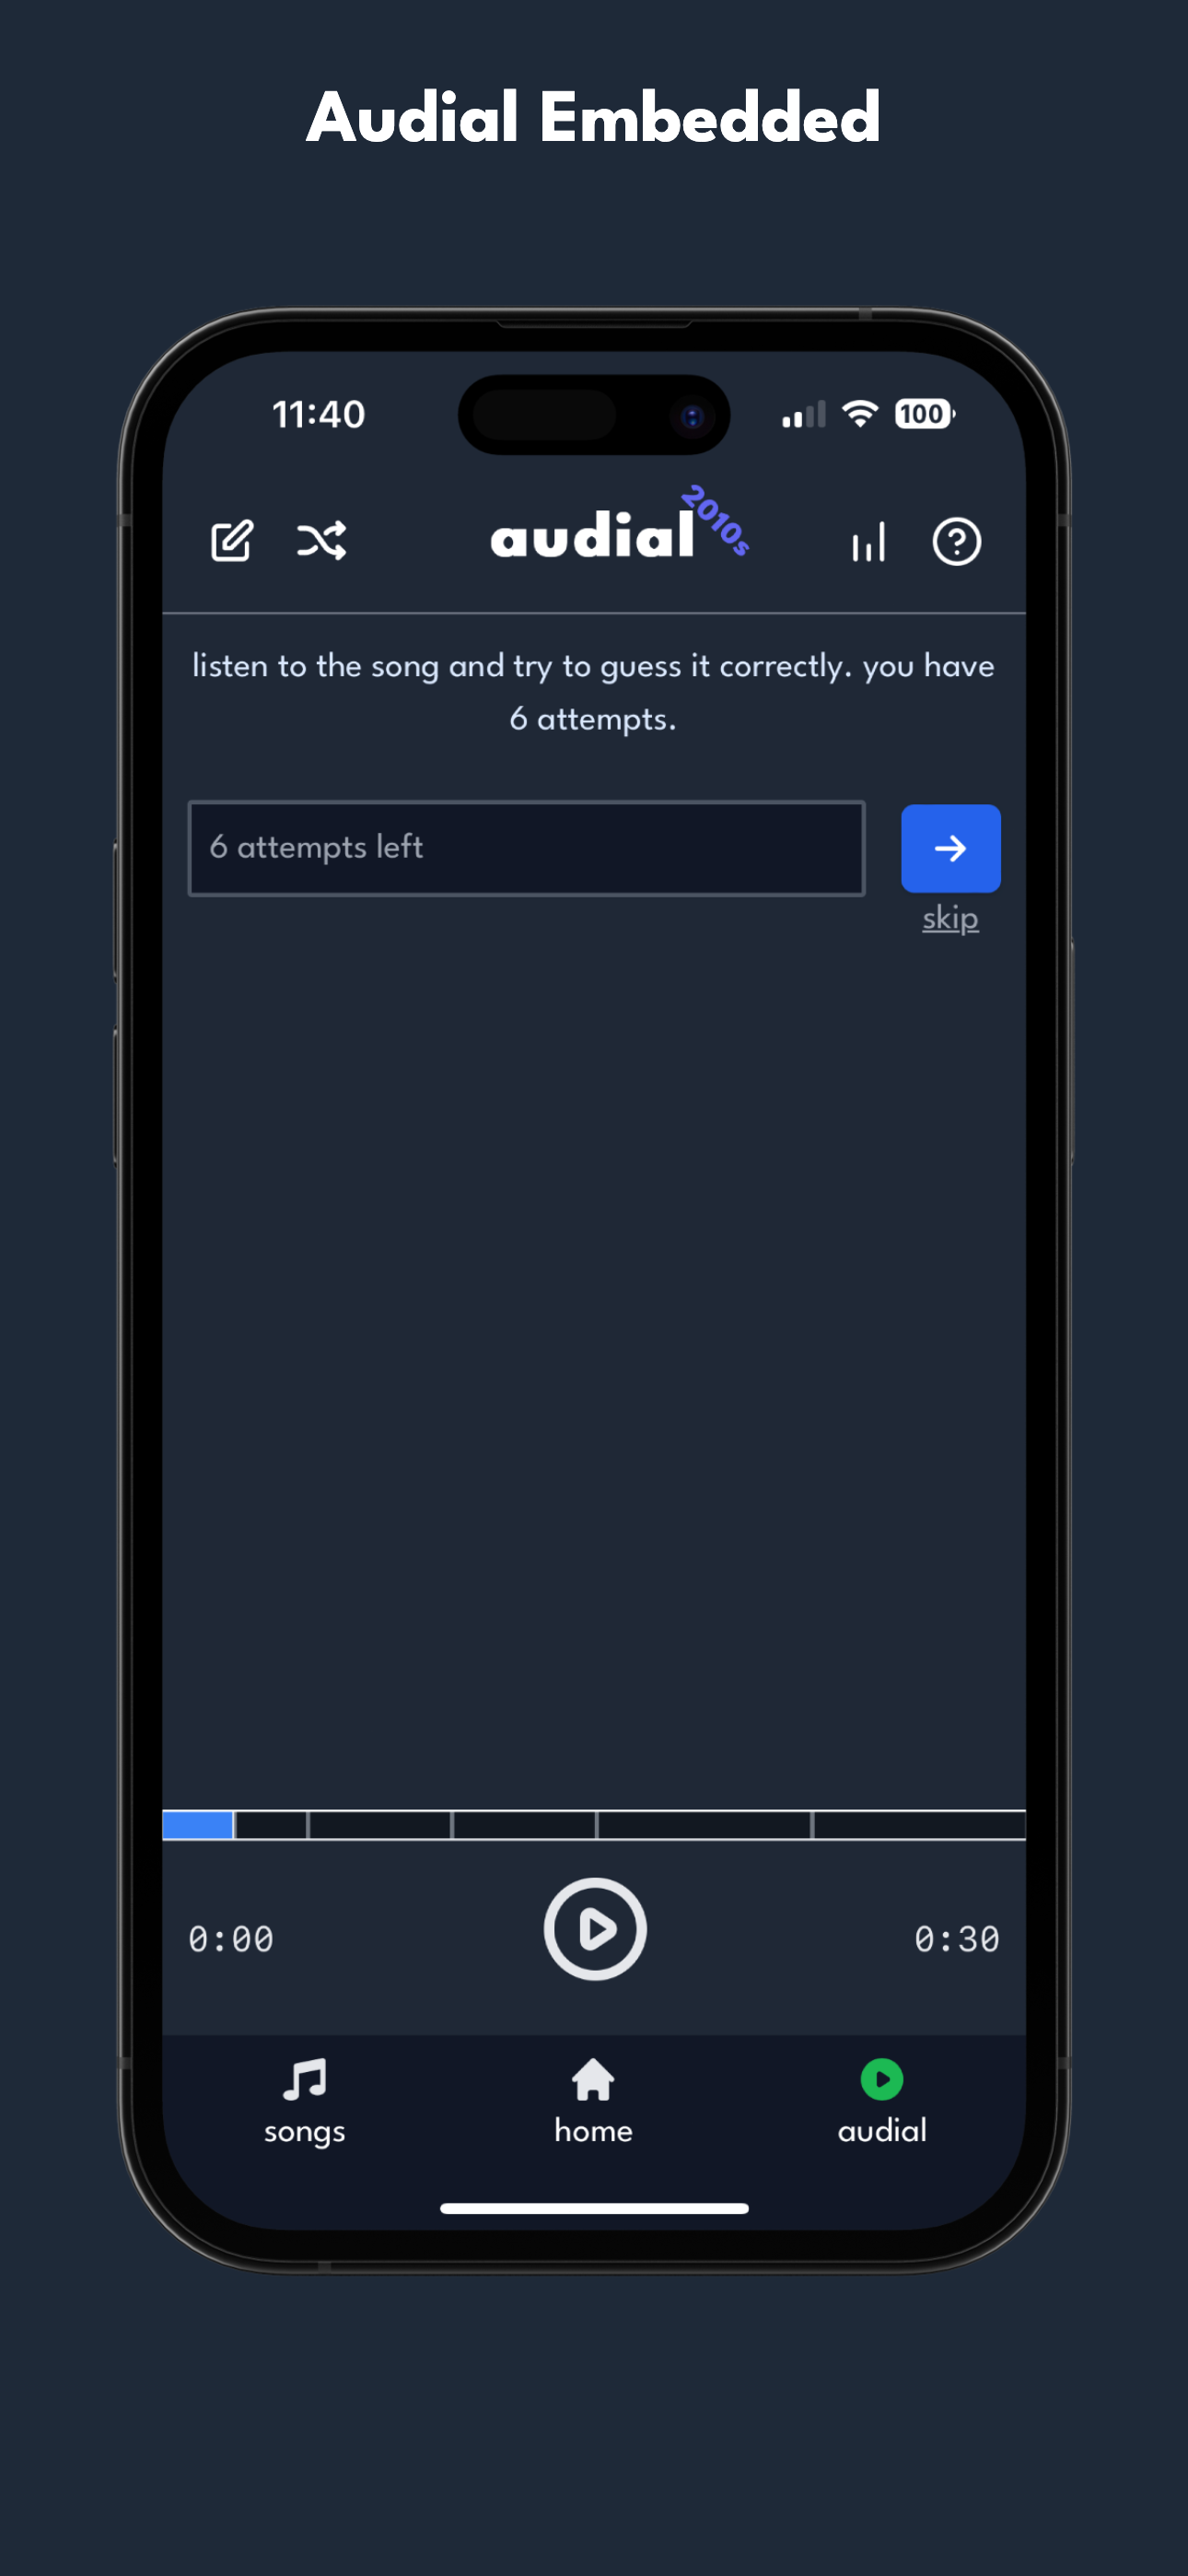 Audial Embedded
11:40
100
audial 2010s
listen to the song and try to guess it correctly. you have
6 attempts.
6 attempts left
skip
0:00
0:30
songs
home
audial